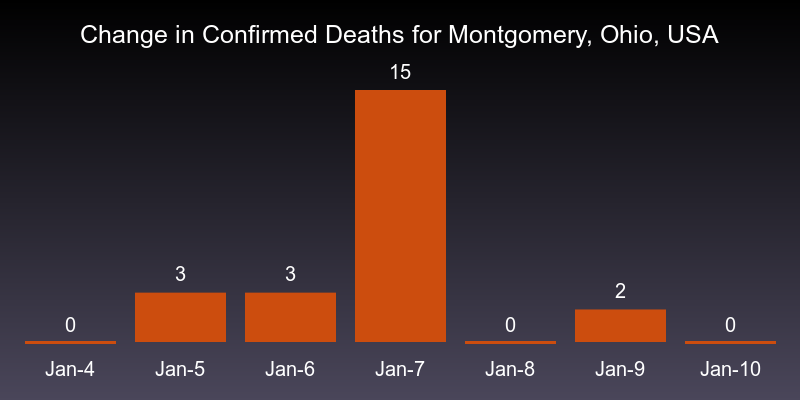 Change in Confirmed Deaths for Montgomery, Ohio, USA
15
3 3
2
0 0 0
Jan-4 Jan-5 Jan-6 Jan-7 Jan-8 Jan-9 Jan-10